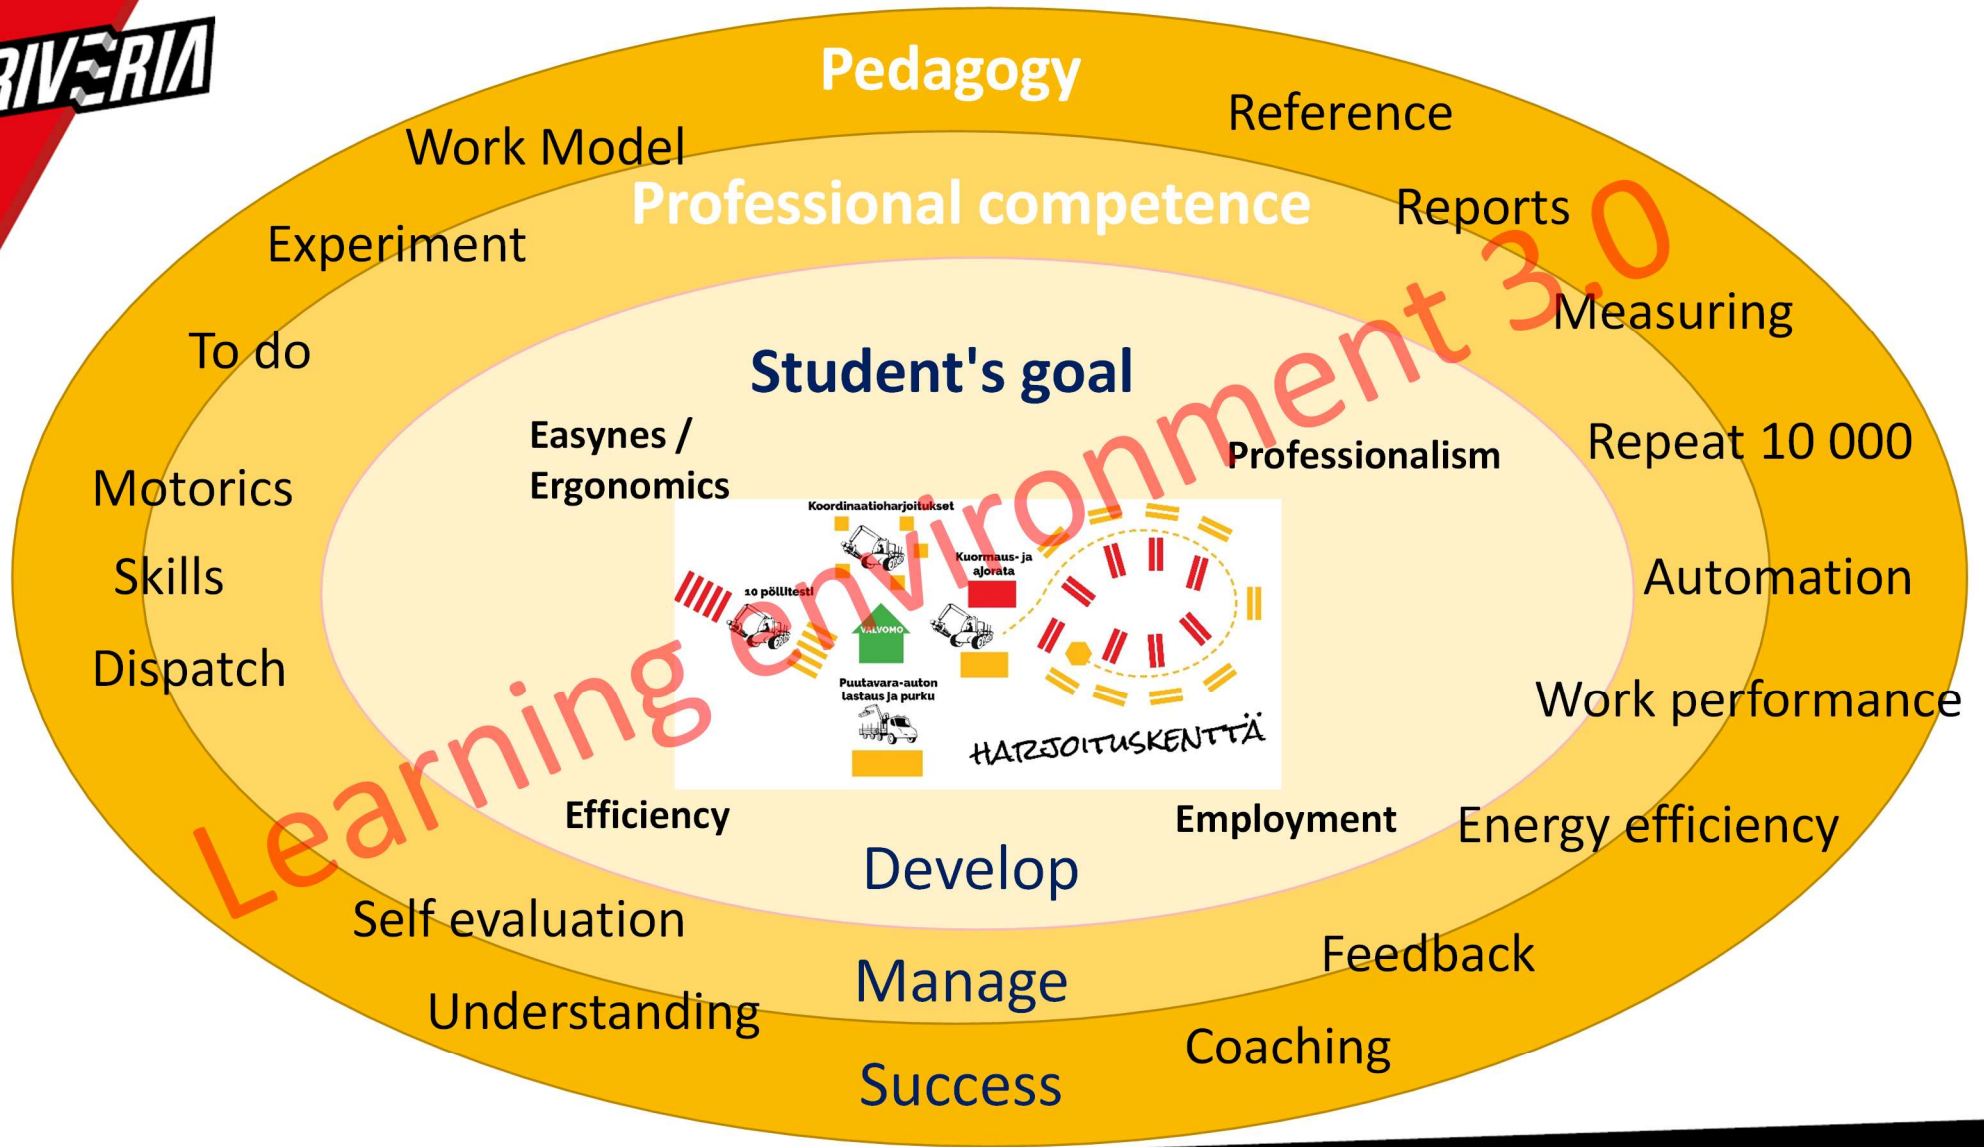 RIVERIA
Pedagogy
Reference
Work Model
Professional competence
Reports
Experiment
Measuring
To do
Student's goal
Easynes /
Ergonomics
Professionalism
Repeat 10 000
Motorics
Koordinaatioharjoitukset
Kuormaus- ja
ajorata
10 pöllitesti
Skills
Automation
VALVOMO
Dispatch
Puutavara-auton
lastaus ja purku
Work performance
HARJOITUSKENTTÄ
Learning environment 3.0
Efficiency
Employment
Energy efficiency
Develop
Self evaluation
Feedback
Manage
Understanding
Coaching
Success